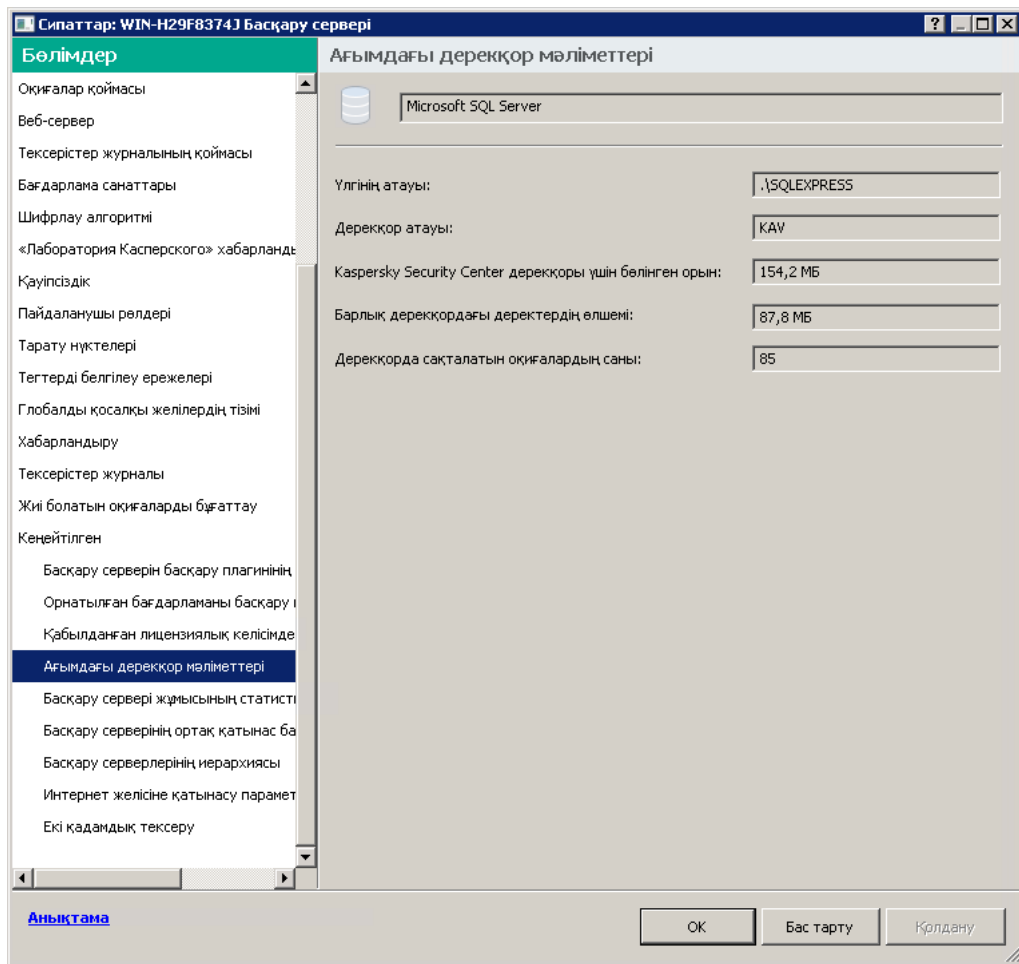 Сипаттар: WIN-H29F8374J Басқару сервері
Бөлімдер
Оқиғалар қоймасы
Веб-сервер
Тексерістер журналының қоймасы
Бағдарлама санаттары
Шифрлау алгоритмі
«Лаборатория Касперского» хабарланды
Қауіпсіздік
Пайдаланушы рөлдері
Тарату нүктелері
Тегтерді белгілеу ережелері
Глобалды қосалқы желілердің тізімі
Хабарландыру
Тексерістер журналы
Жиі болатын оқиғаларды бұғаттау
Кеңейтілген
Басқару серверін басқару плагинінің
Орнатылған бағдарламаны басқару
Қабылданған лицензиялық келісімде
Ағымдағы дерекқор мәліметтері
Басқару сервері жұмысының статисти
Басқару серверінің ортақ қатынас ба
Басқару серверлерінің иерархиясы
Интернет желісіне қатынасу парамет
Екі қадамдық тексеру
Ағымдағы дерекқор мәліметтері
Microsoft SQL Server
Үлгінің атауы: .\SQLEXPRESS
Дерекқор атауы: KAV
Kaspersky Security Center дерекқоры үшін бөлінген орын: 154,2 МБ
Барлық дерекқордағы деректердің өлшемі: 87,8 МБ
Дерекқорда сақталатын оқиғалардың саны: 85
Анықтама
OK
Бас тарту
Қолдану